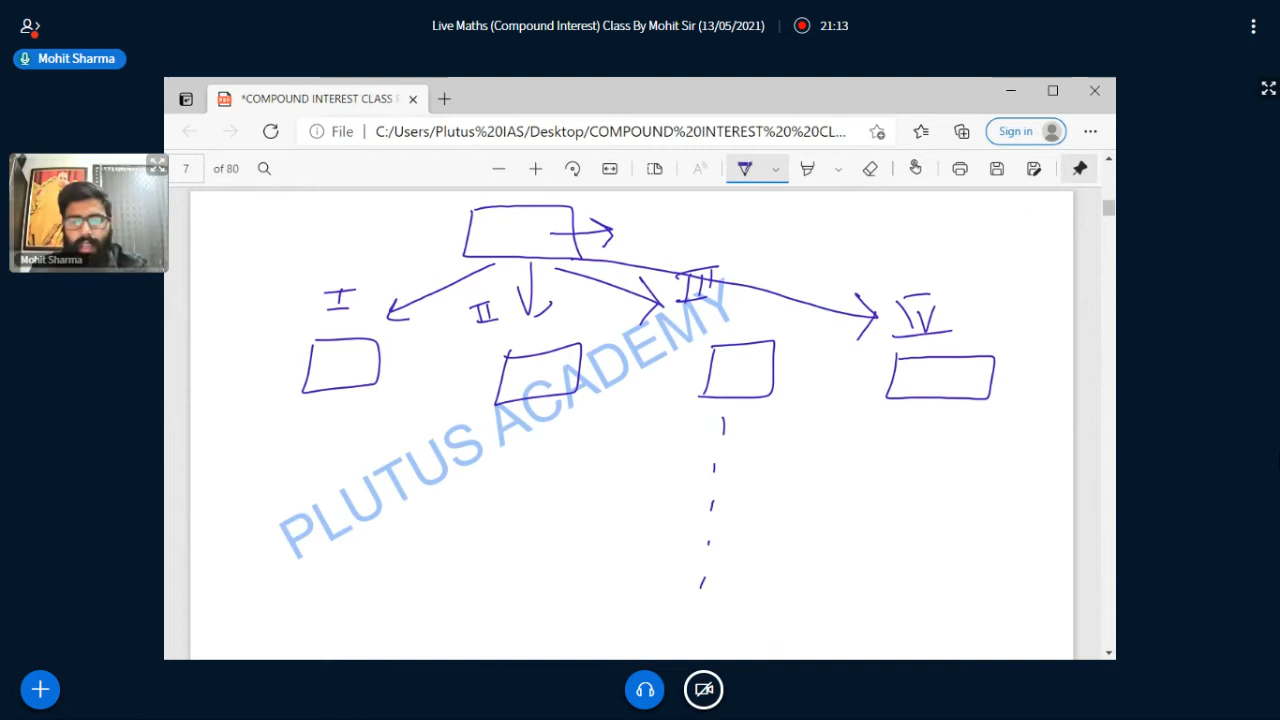 Live Maths (Compound Interest) Class By Mohit Sir (13/05/2021)
21:13
Mohit Sharma
*COMPOUND INTEREST CLASS
File
C:/Users/Plutus%20IAS/Desktop/COMPOUND%20INTEREST%20%20CL...
Sign in
7 of 80
Mohit Sharma
I
II
III
IV
PLUTUS ACADEMY